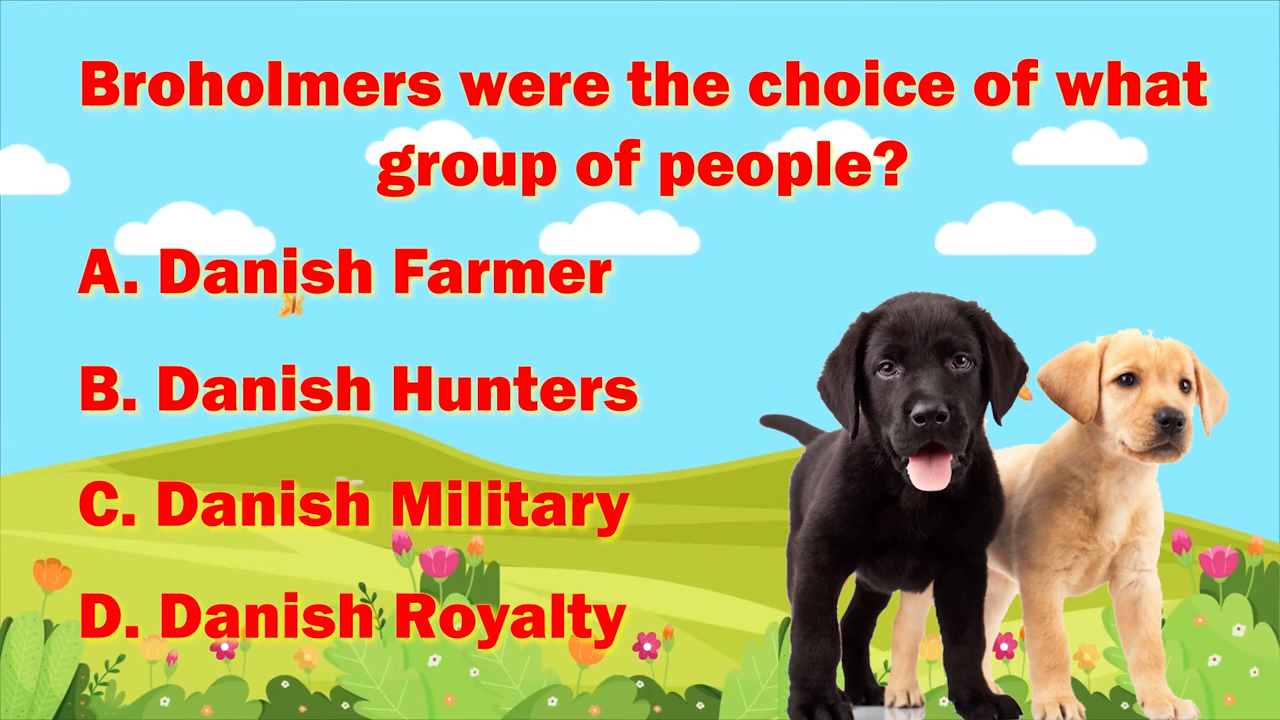 Broholmers were the choice of what
group of people?
A. Danish Farmer
B. Danish Hunters
C. Danish Military
D. Danish Royalty